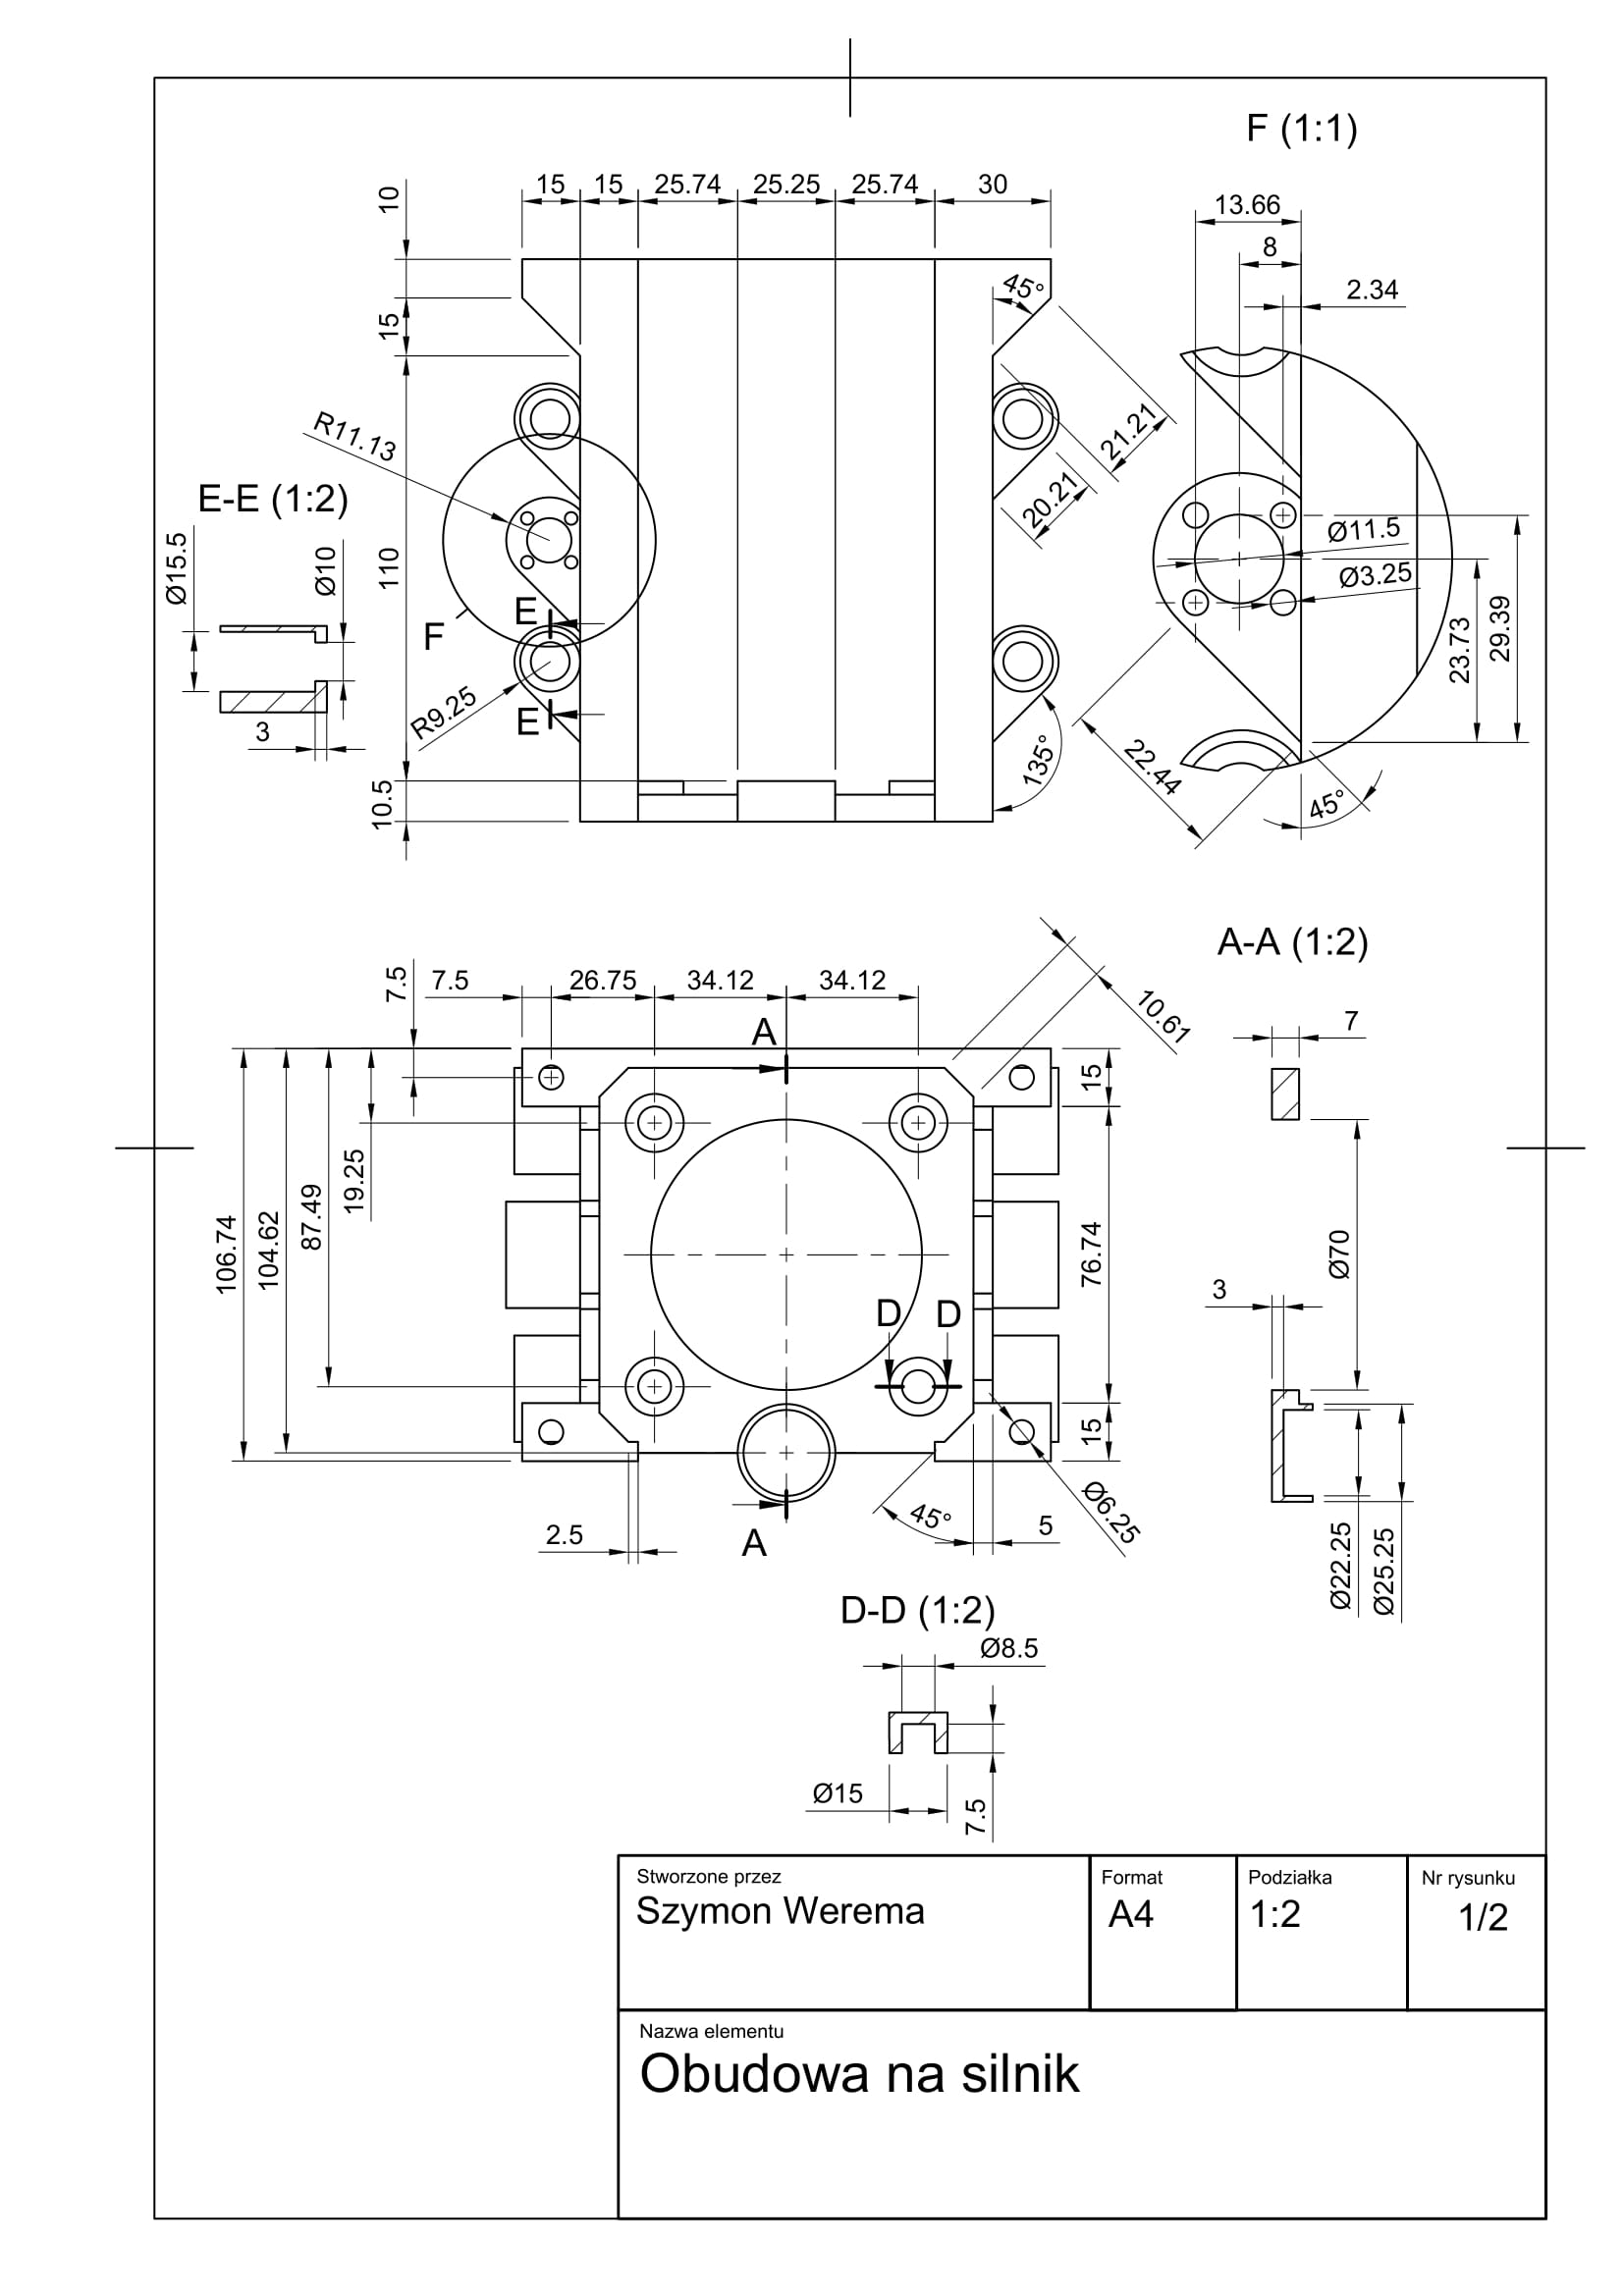 F (1:1)
15 15 25.74 25.25 25.74 30
10
15
110
10.5
45°
13.66
8
2.34
R11.13
21.21
20.21
E-E (1:2)
Ø15.5
Ø10
3
F
E
E
R9.25
135°
Ø11.5
Ø3.25
23.73
29.39
22.44
45°
A-A (1:2)
7.5
7.5 26.75 34.12 34.12
10.61
A
7
15
19.25
87.49
104.62
106.74
76.74
Ø70
3
D D
15
Ø6.25
45°
5
2.5
A
Ø22.25
Ø25.25
D-D (1:2)
Ø8.5
Ø15
7.5
Stworzone przez
Szymon Werema
Format
A4
Podziałka
1:2
Nr rysunku
1/2
Nazwa elementu
Obudowa na silnik